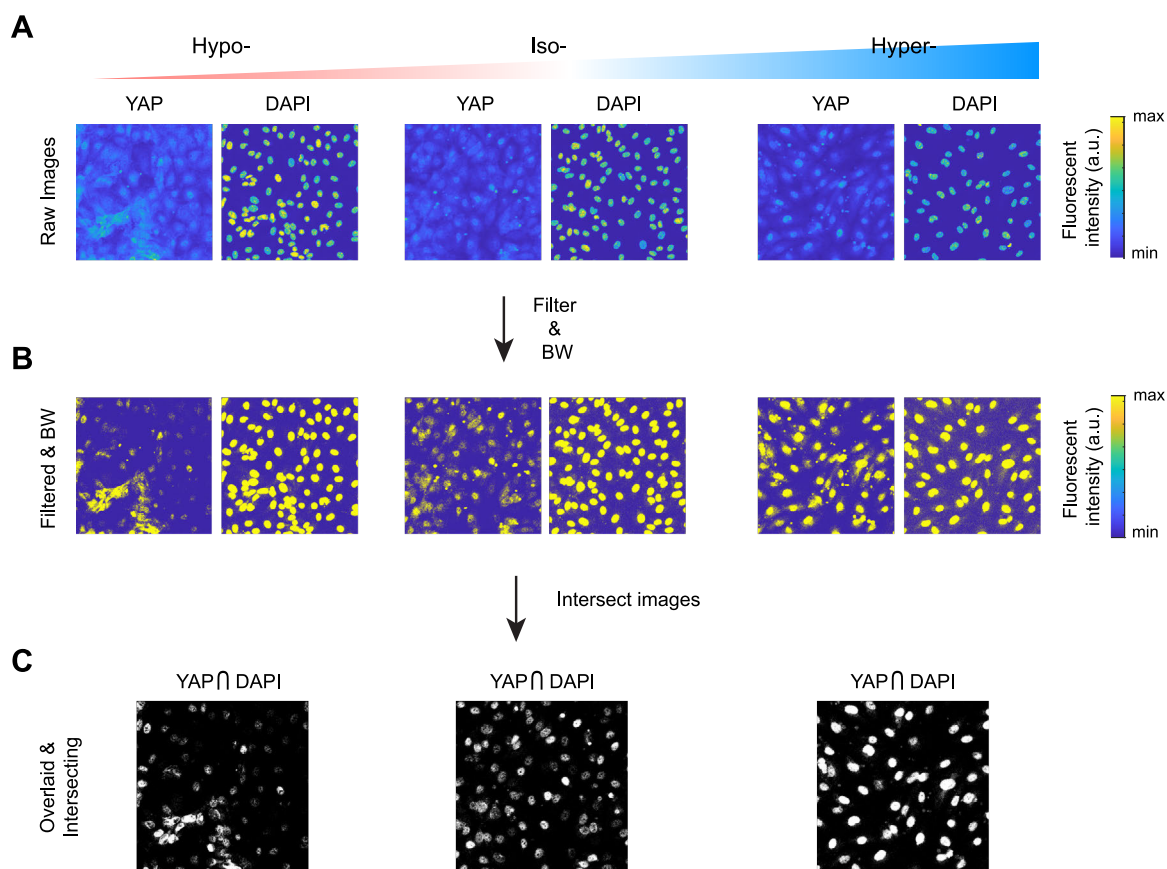 A
Hypo-
Iso-
Hyper-
YAP
DAPI
YAP
DAPI
YAP
DAPI
Raw Images
max
min
Fluorescent
intensity (a.u.)
Filter
&
BW
B
Filtered & BW
max
min
Fluorescent
intensity (a.u.)
Intersect images
C
YAP⋂ DAPI
YAP⋂ DAPI
YAP⋂ DAPI
Overlaid &
Intersecting